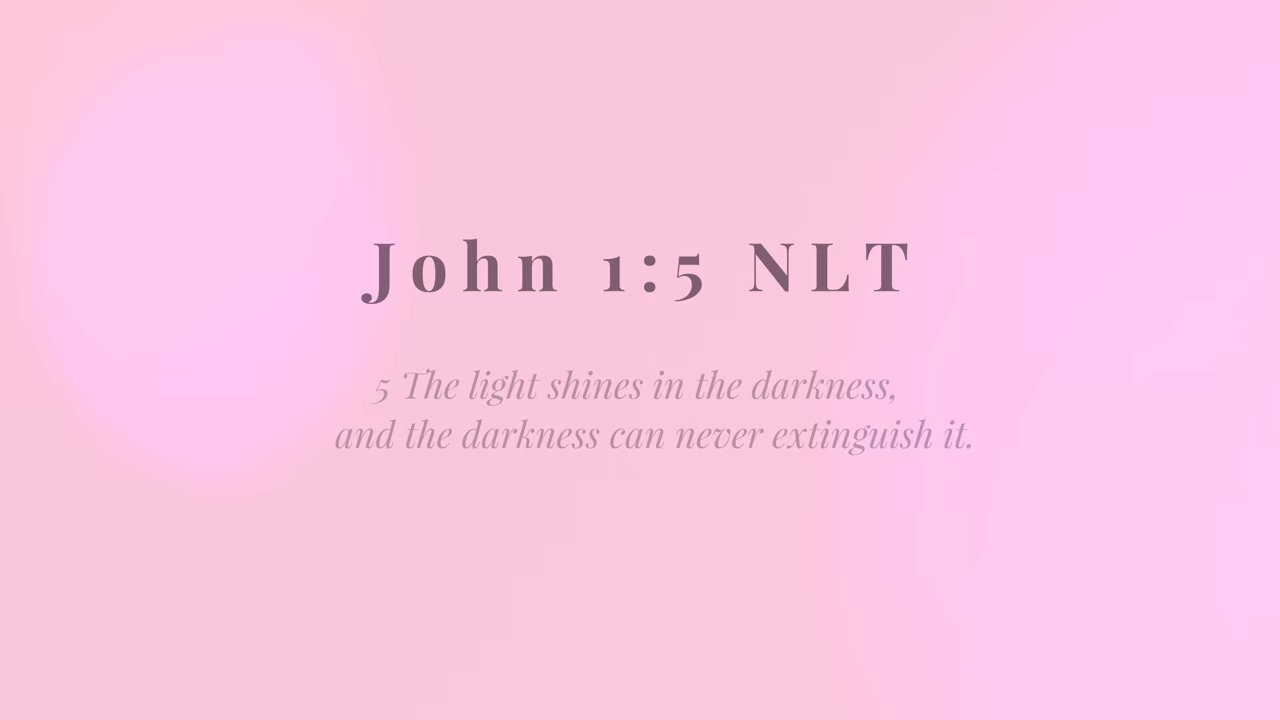 John 1:5 NLT
5 The light shines in the darkness,
and the darkness can never extinguish it.